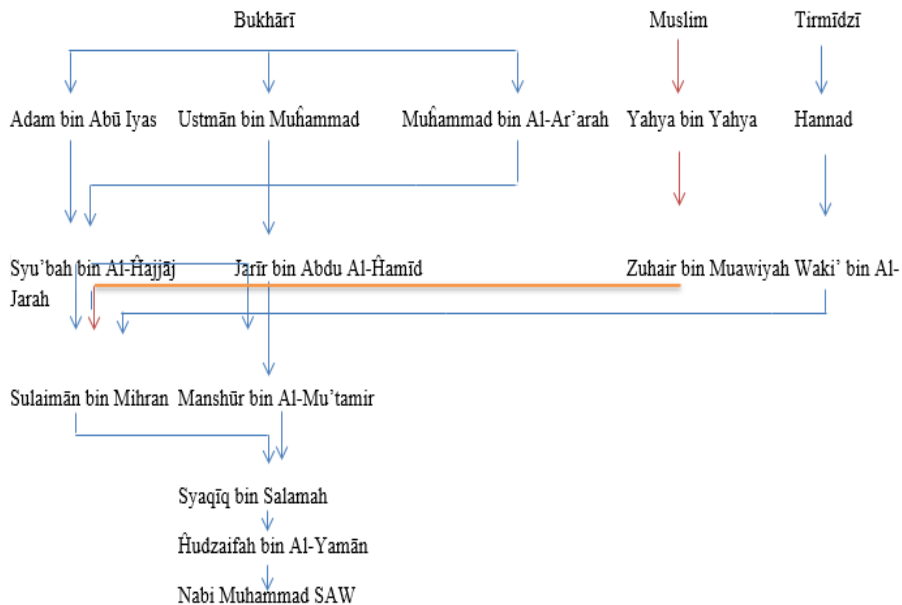 Bukhārī Muslim Tirmīdzī
Adam bin Abū Iyas Ustmān bin Muĥammad Muĥammad bin Al-Ar’arah Yahya bin Yahya Hannad
Syu’bah bin Al-Ĥajjāj Jarīr bin Abdu Al-Ĥamīd Zuhair bin Muawiyah Waki’ bin Al-
Jarah
Sulaimān bin Mihran Manshūr bin Al-Mu’tamir
Syaqīq bin Salamah
Ĥudzaifah bin Al-Yamān
Nabi Muhammad SAW